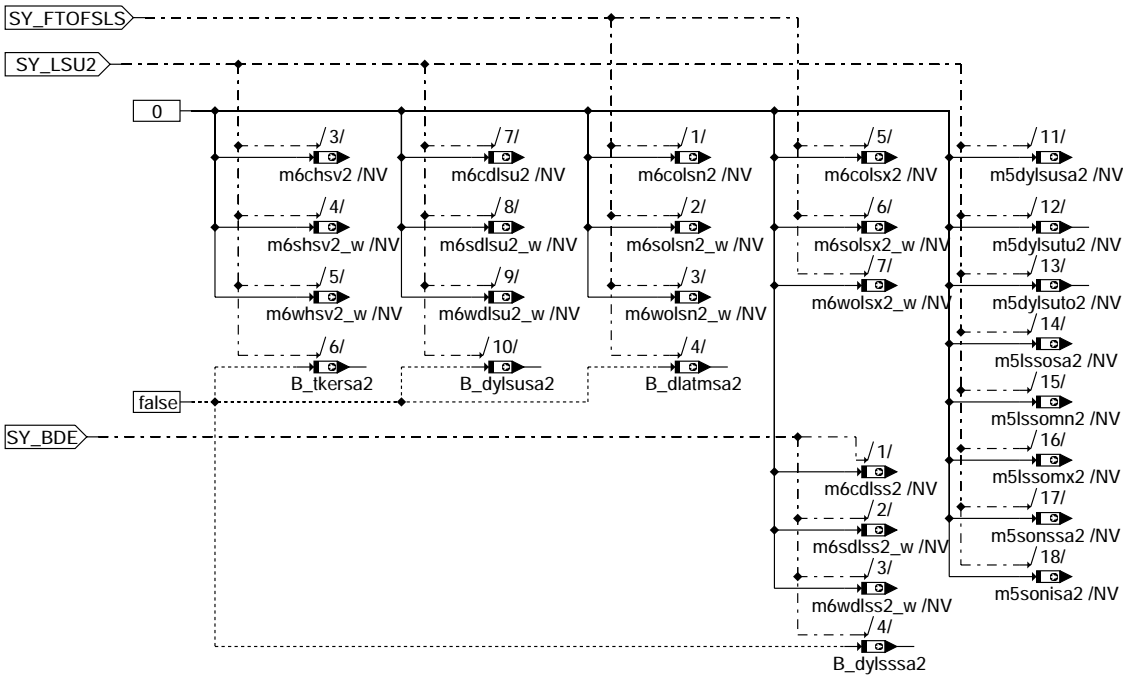 SY_FTOFSLS
SY_LSU2
0
3/ 7/ 1/ 5/ 11/
m6chsv2 /NV m6cdlsu2 /NV m6colsn2 /NV m6colsx2 /NV m5dylsusa2 /NV
4/ 8/ 2/ 6/ 12/
m6shsv2_w /NV m6sdlsu2_w /NV m6solsn2_w /NV m6solsx2_w /NV m5dylsutu2 /NV
5/ 9/ 3/ 7/ 13/
m6whsv2_w /NV m6wdlsu2_w /NV m6wolsn2_w /NV m6wolsx2_w /NV m5dylsuto2 /NV
14/
m5lssosa2 /NV
6/ 10/ 4/
B_tkersa2 B_dylsusa2 B_dlatmsa2
15/
m5lssomn2 /NV
false
SY_BDE
1/ 16/
m6cdlss2 /NV m5lssomx2 /NV
2/ 17/
m6sdlss2_w /NV m5sonssa2 /NV
3/ 18/
m6wdlss2_w /NV m5sonisa2 /NV
4/
B_dylsssa2